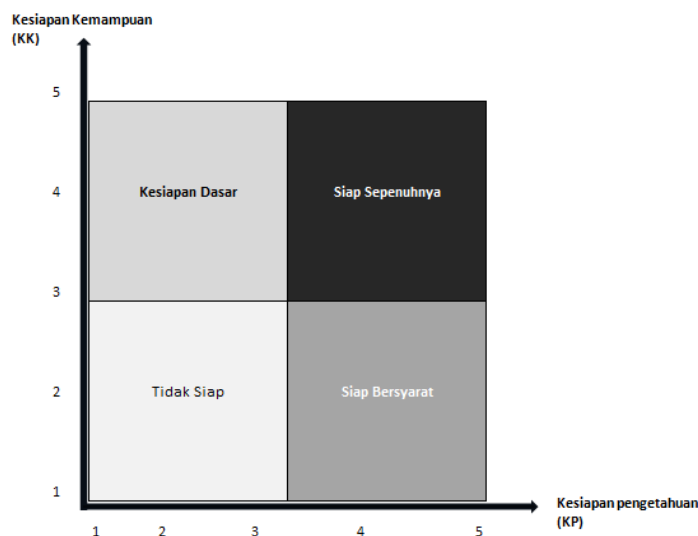 Kesiapan Kemampuan
(KK)
5
4
3
2
1
Kesiapan Dasar
Siap Sepenuhnya
Tidak Siap
Siap Bersyarat
1 2 3 4 5
Kesiapan pengetahuan
(KP)